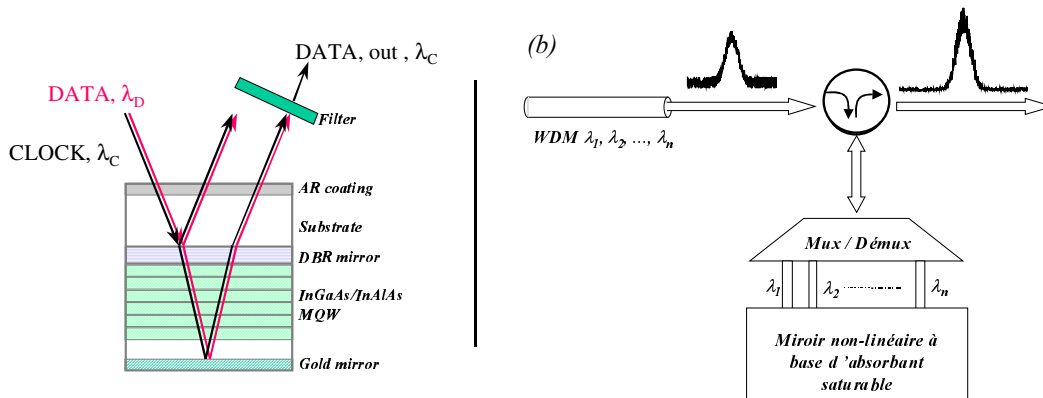 DATA, out , λC
DATA, λD
Filter
CLOCK, λC
AR coating
Substrate
DBR mirror
InGaAs/InAlAs
MQW
Gold mirror
(b)
WDM λ1, λ2, ..., λn
Mux / Démux
λ1 λ2 λn
Miroir non-linéaire à
base d 'absorbant
saturable